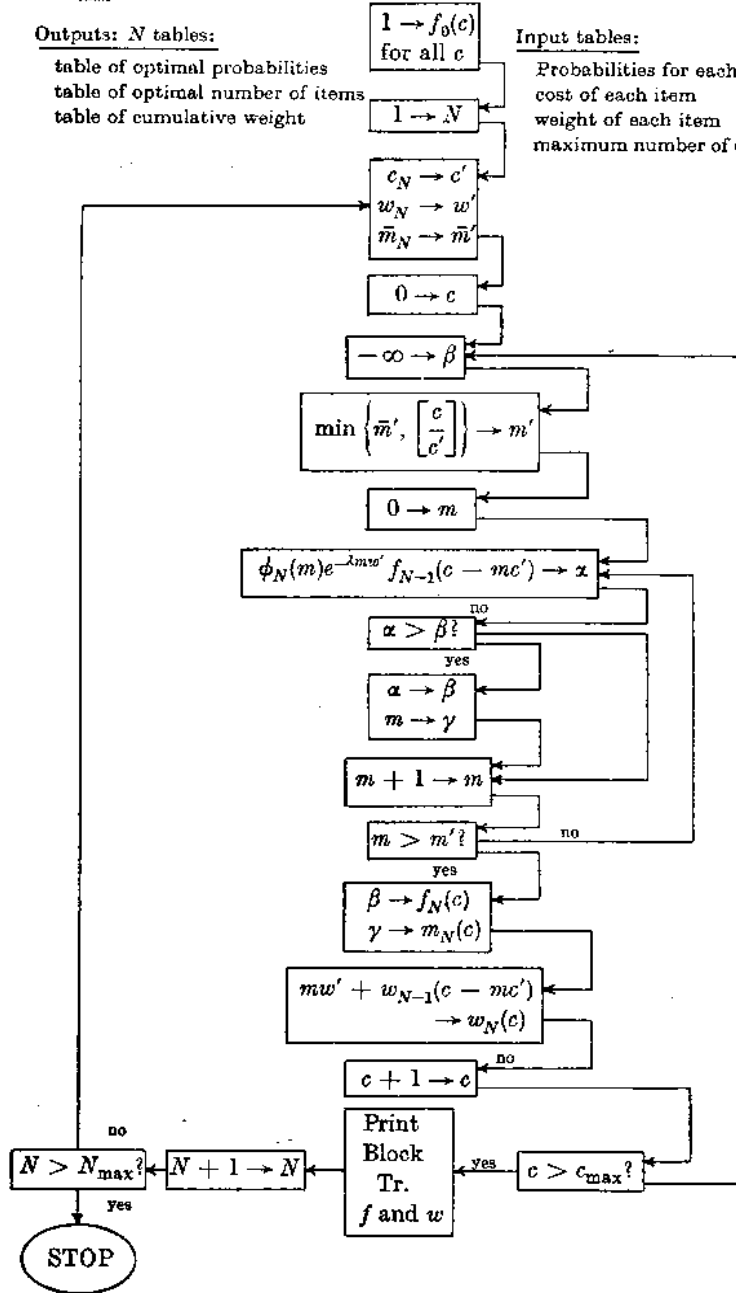 Outputs: N tables:
table of optimal probabilities
table of optimal number of items
table of cumulative weight
1 → f₀(c)
for all c
Input tables:
Probabilities for each
cost of each item
weight of each item
maximum number of
1 → N
c_N → c′
w_N → w′
m̄_N → m̄′
0 → c
−∞ → β
min {m̄′, [c/c′]} → m′
0 → m
ϕ_N(m)e^{−λmw′} f_{N−1}(c − mc′) → α
no
α > β?
yes
α → β
m → γ
m + 1 → m
m > m′?
no
yes
β → f_N(c)
γ → m_N(c)
mw′ + w_{N−1}(c − mc′)
→ w_N(c)
no
c + 1 → c
no
N > N_max?
yes
N + 1 → N
Print
Block
Tr.
f and w
yes
c > c_max?
STOP